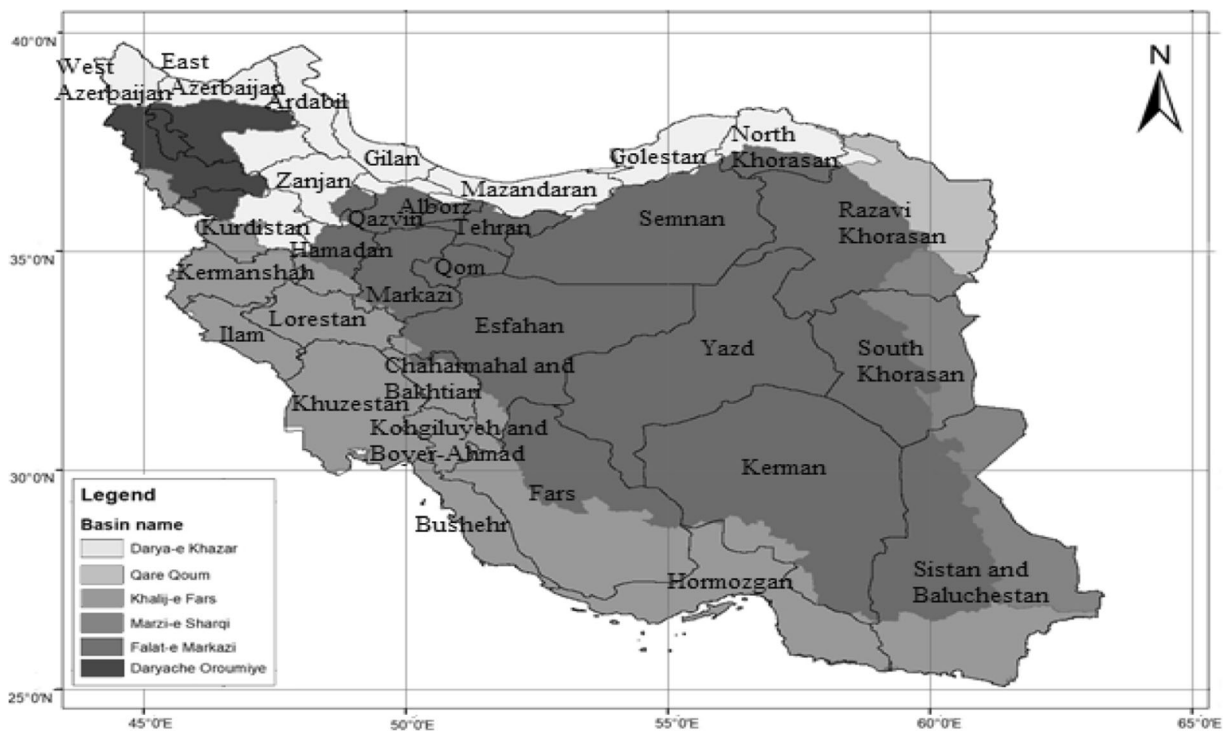 40°0'N
N
West
Azerbaijan
East
Azerbaijan
Ardabil
Gilan
Zanjan
Mazandaran
Golestan
North
Khorasan
Alborz
Qazvin
Tehran
Semnan
Razavi
Khorasan
Kurdistan
35°0'N
Hamadan
Qom
Kermanshah
Markazi
Lorestan
Ilam
Esfahan
Yazd
South
Khorasan
Chaharmahal and
Bakhtian
Khuzestan
Kohgiluyeh and
Boyer-Ahmad
30°0'N
Kerman
Fars
Bushehr
Hormozgan
Sistan and
Baluchestan
Legend
Basin name
Darya-e Khazar
Qare Qoum
Khalij-e Fars
Marzi-e Sharqi
Falat-e Markazi
Daryache Oroumiye
25°0'N
45°0'E
50°0'E
55°0'E
60°0'E
65°0'E